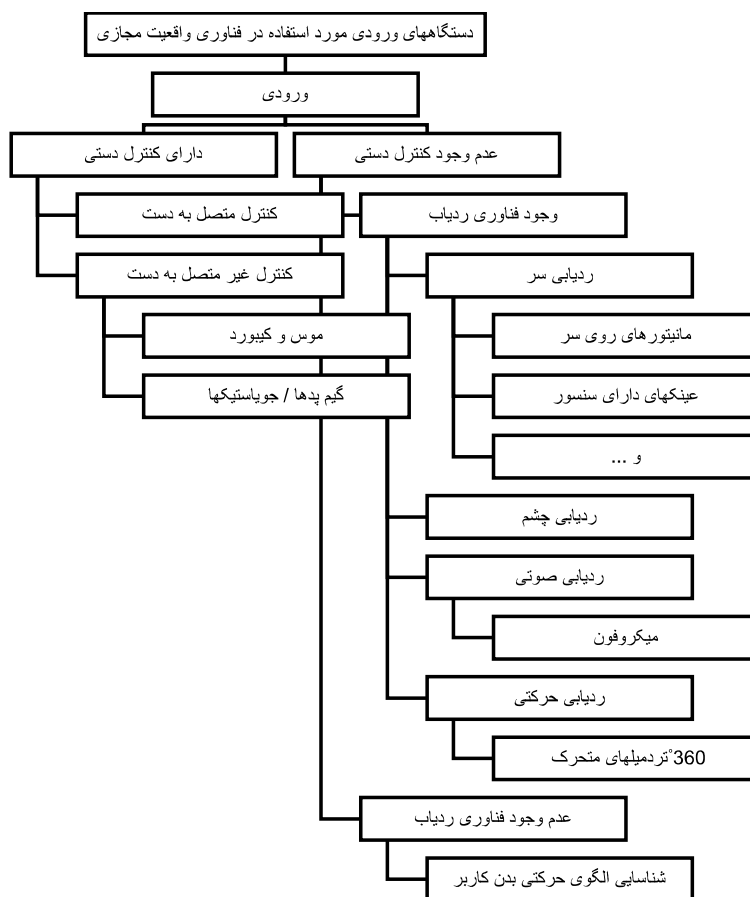 دستگاههای ورودی مورد استفاده در فناوری واقعیت مجازی
ورودی
دارای کنترل دستی
عدم وجود کنترل دستی
کنترل متصل به دست
وجود فناوری ردیاب
کنترل غیر متصل به دست
ردیابی سر
موس و کیبورد
مانیتورهای روی سر
گیم پدها / جویاستیکها
عینکهای دارای سنسور
و ...
ردیابی چشم
ردیابی صوتی
میکروفون
ردیابی حرکتی
360˚تردمیلهای متحرک
عدم وجود فناوری ردیاب
شناسایی الگوی حرکتی بدن کاربر